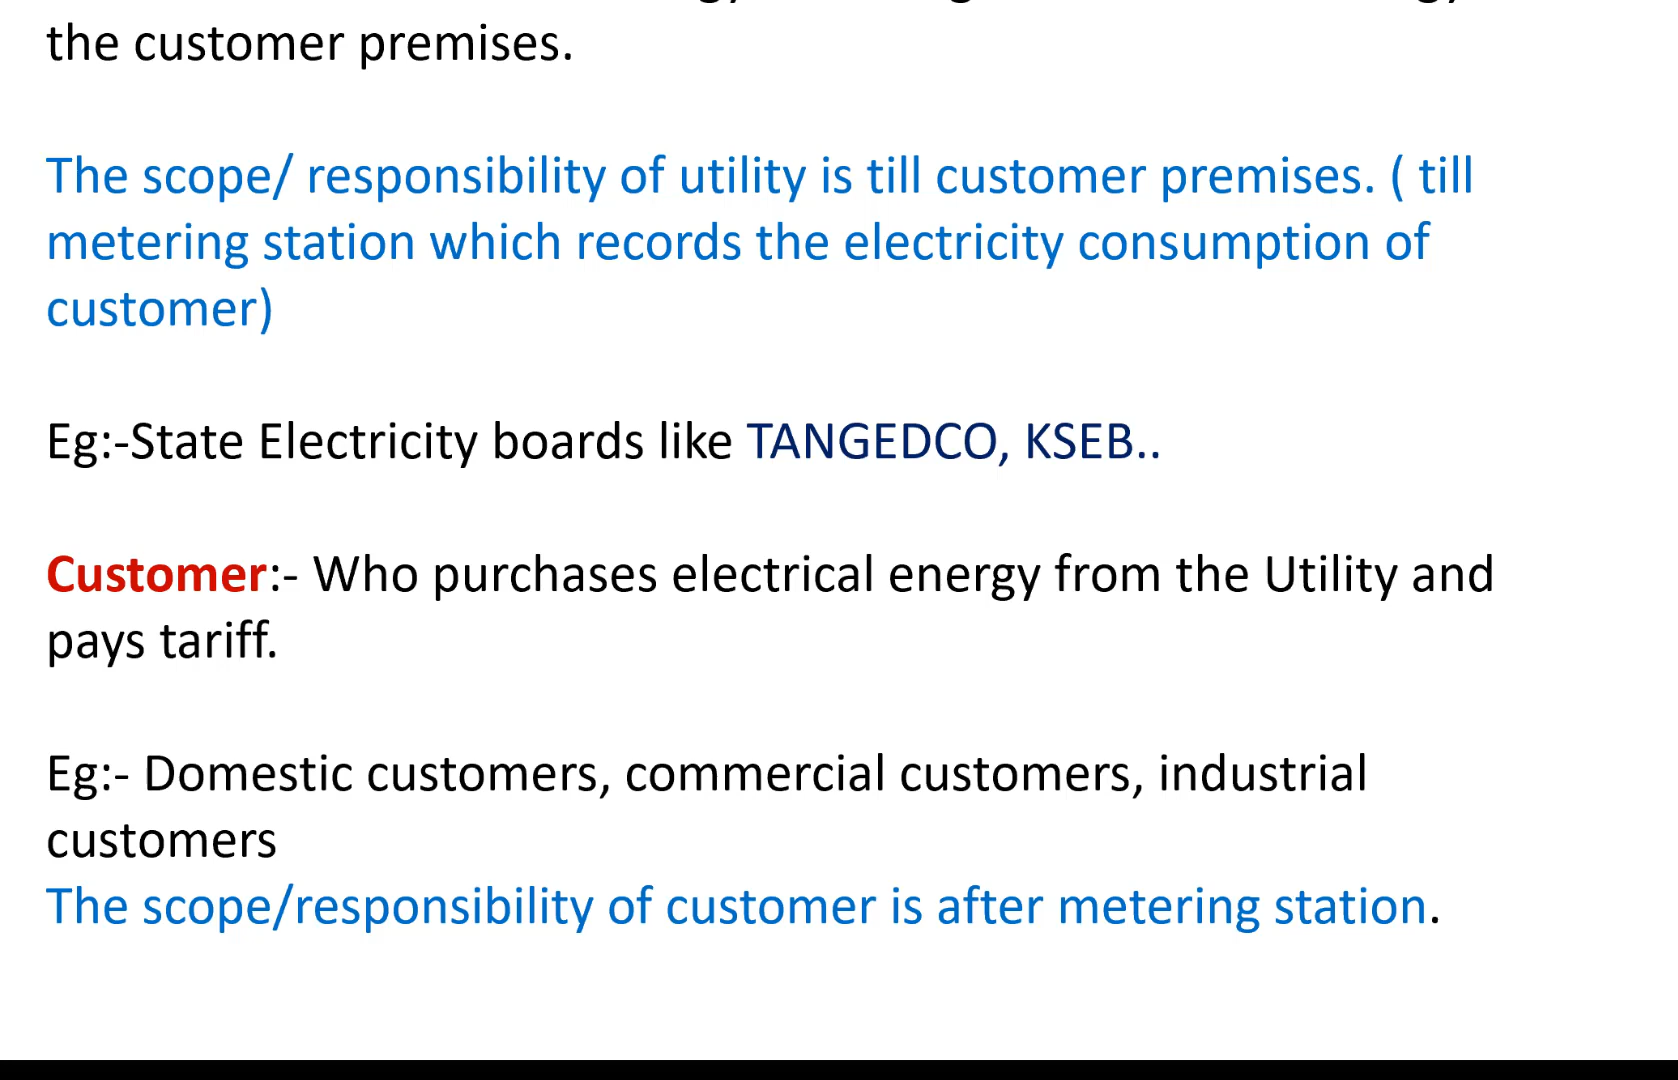 the customer premises.
The scope/ responsibility of utility is till customer premises. ( till
metering station which records the electricity consumption of
customer)
Eg:-State Electricity boards like TANGEDCO, KSEB..
Customer:- Who purchases electrical energy from the Utility and
pays tariff.
Eg:- Domestic customers, commercial customers, industrial
customers
The scope/responsibility of customer is after metering station.